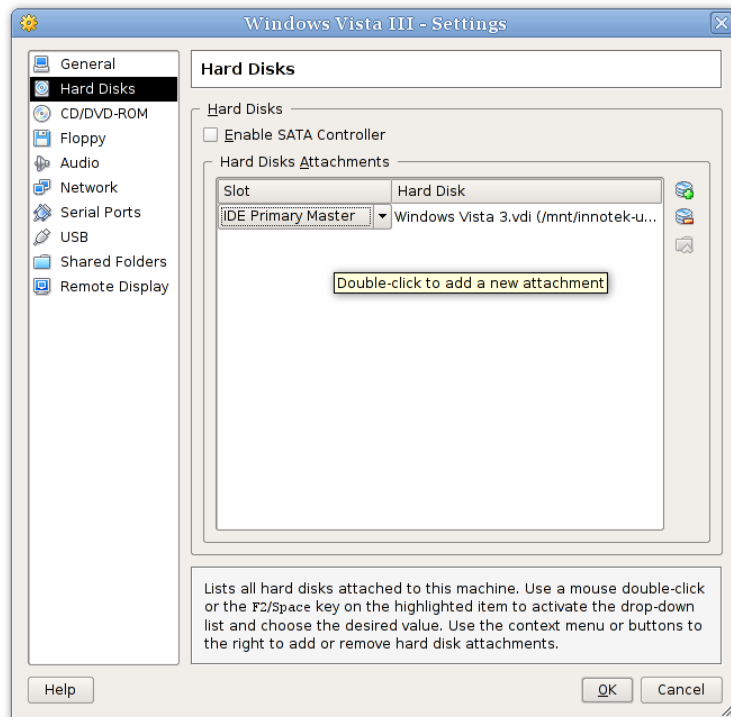 Windows Vista III - Settings
General
Hard Disks
CD/DVD-ROM
Floppy
Audio
Network
Serial Ports
USB
Shared Folders
Remote Display
Hard Disks
Hard Disks
Enable SATA Controller
Hard Disks Attachments
Slot Hard Disk
IDE Primary Master Windows Vista 3.vdi (/mnt/innotek-u...
Double-click to add a new attachment
Lists all hard disks attached to this machine. Use a mouse double-click
or the F2/Space key on the highlighted item to activate the drop-down
list and choose the desired value. Use the context menu or buttons to
the right to add or remove hard disk attachments.
Help OK Cancel